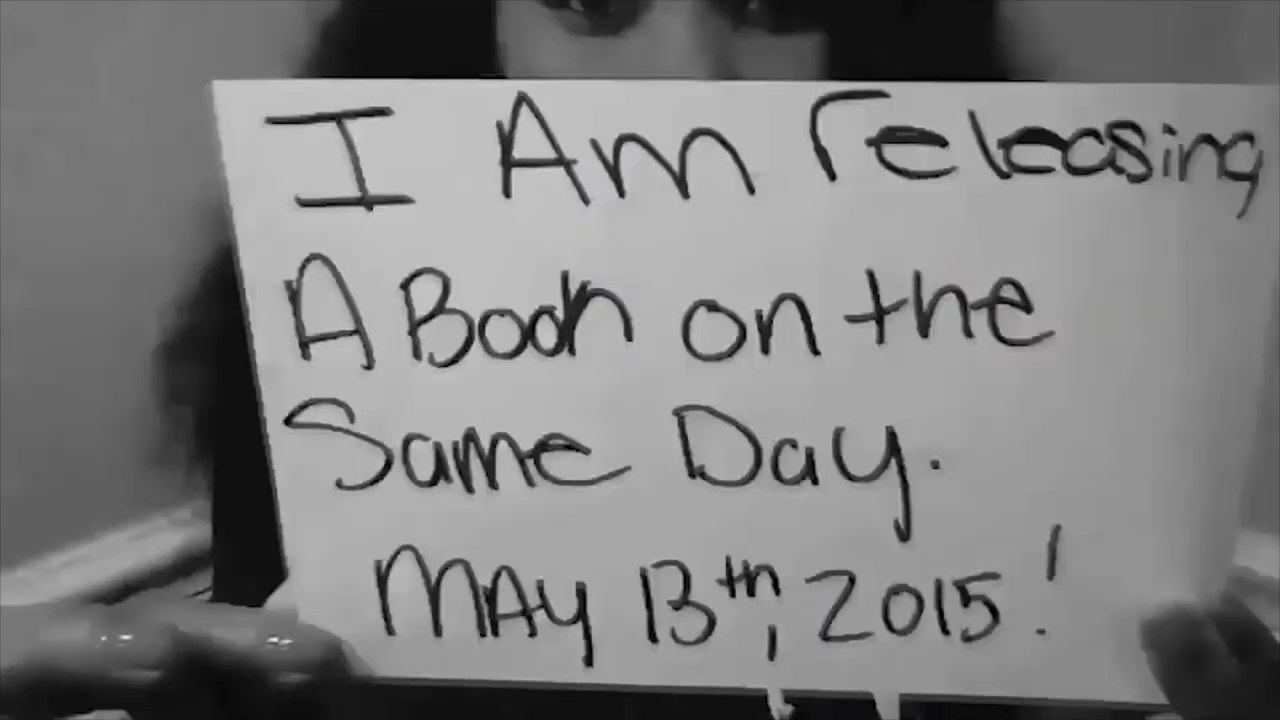 I Am releasing
A Book on the
Same Day.
MAY 13th, 2015!